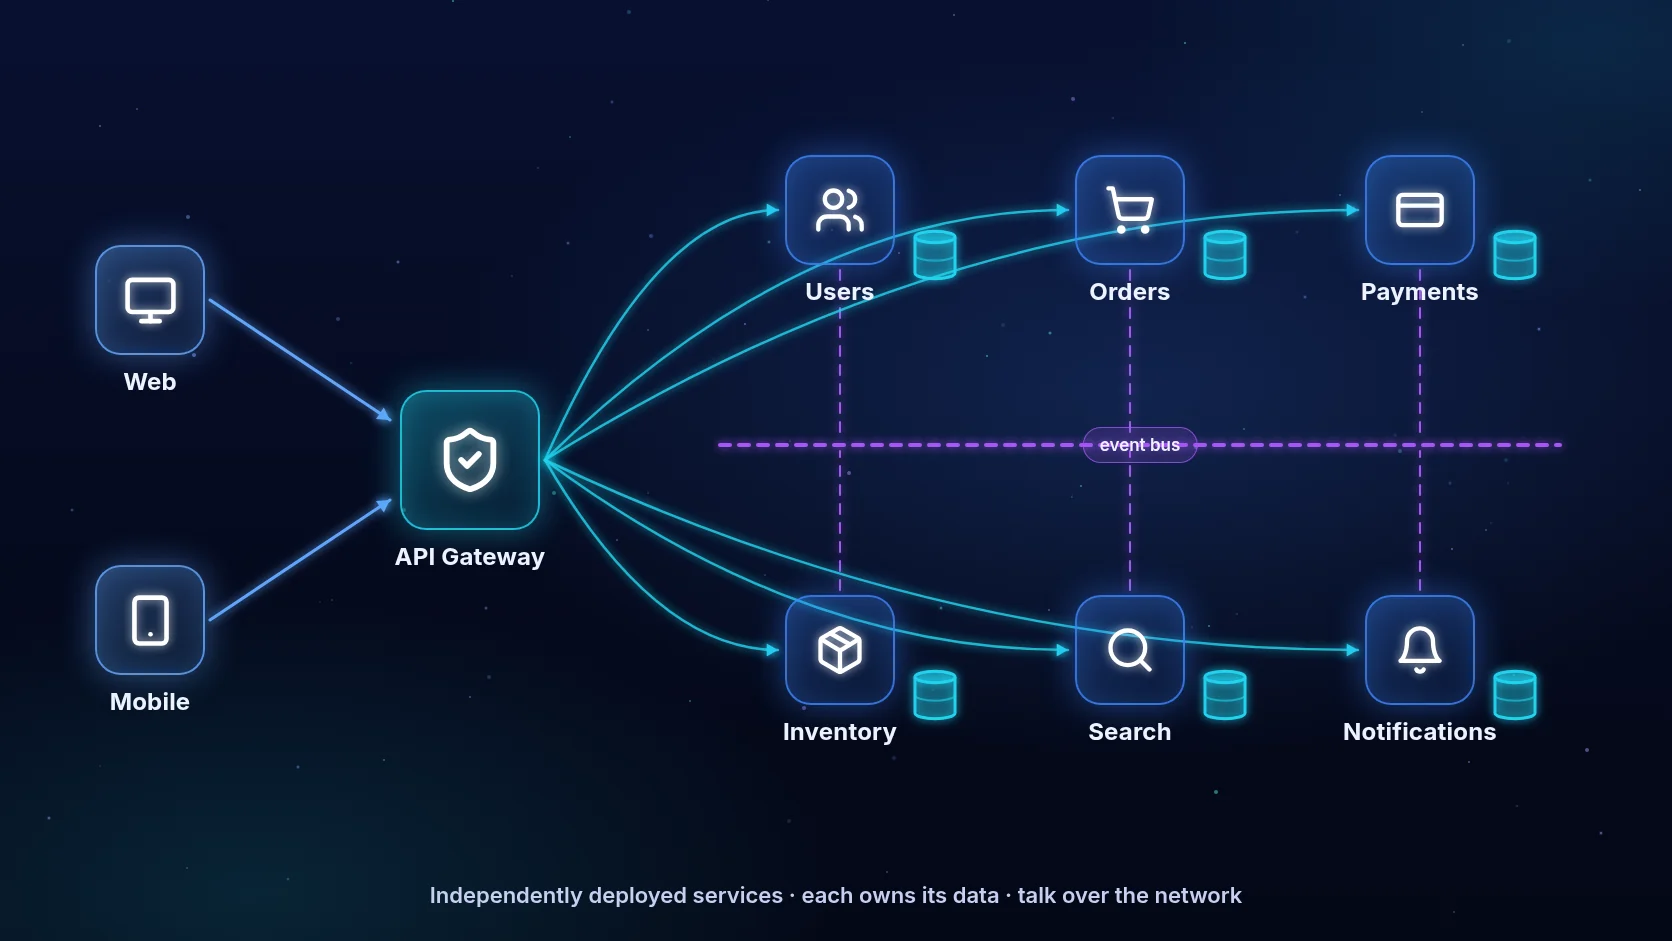 Users
Orders
Payments
Web
event bus
API Gateway
Mobile
Inventory
Search
Notifications
Independently deployed services · each owns its data · talk over the network